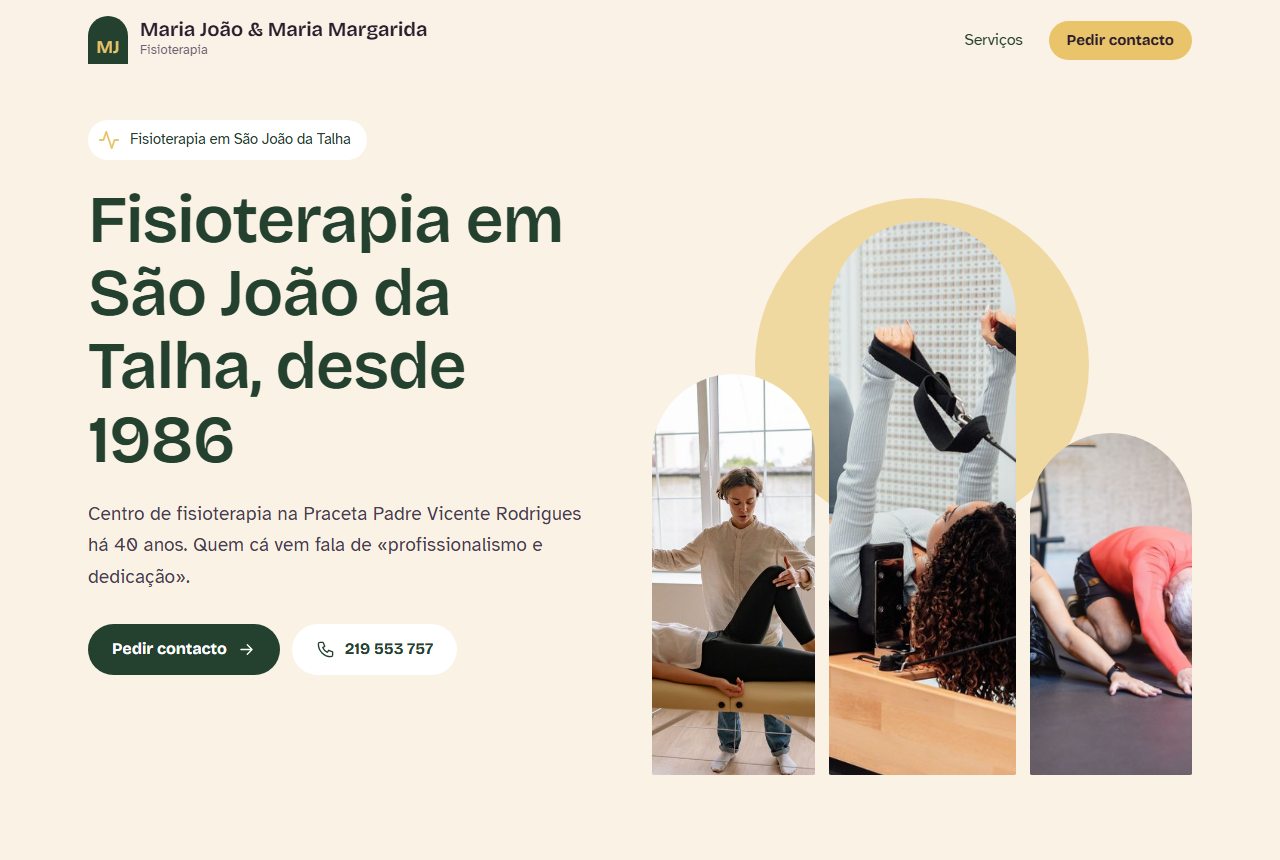 MJ
Maria João & Maria Margarida
Fisioterapia
Serviços
Pedir contacto
Fisioterapia em São João da Talha
Fisioterapia em
São João da
Talha, desde
1986
Centro de fisioterapia na Praceta Padre Vicente Rodrigues
há 40 anos. Quem cá vem fala de «profissionalismo e
dedicação».
Pedir contacto
219 553 757